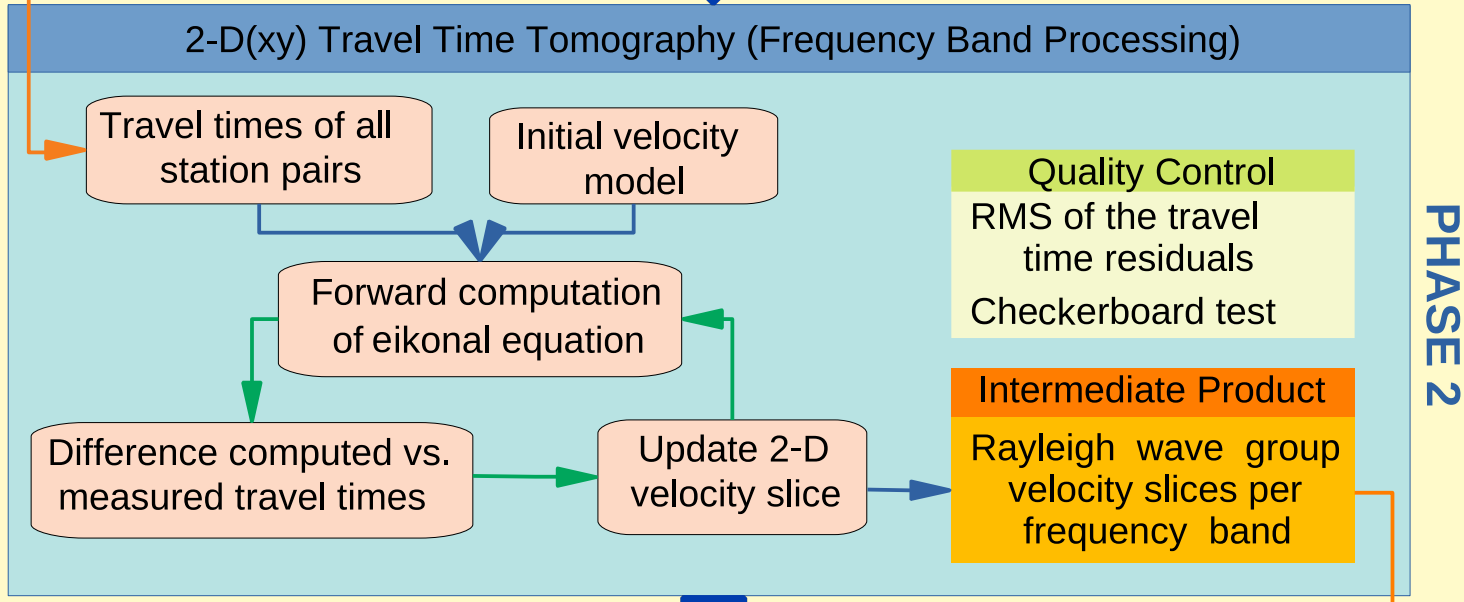 2-D(xy) Travel Time Tomography (Frequency Band Processing)
Travel times of all
station pairs
Initial velocity
model
Forward computation
of eikonal equation
Difference computed vs.
measured travel times
Update 2-D
velocity slice
Quality Control
RMS of the travel
time residuals
Checkerboard test
Intermediate Product
Rayleigh wave group
velocity slices per
frequency band
PHASE 2